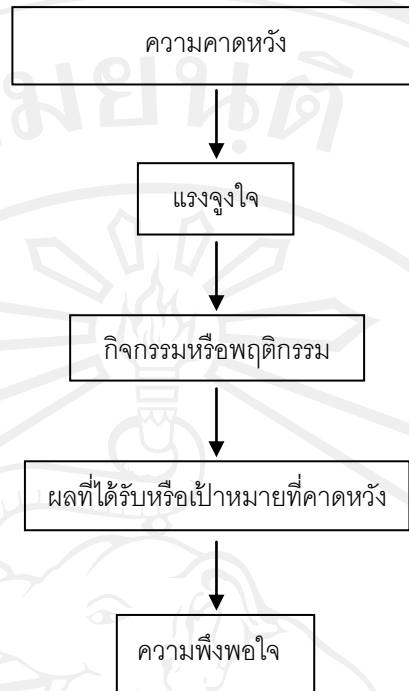 ความคาดหวัง
แรงจูงใจ
กิจกรรมหรือพฤติกรรม
ผลที่ได้รับหรือเป้าหมายที่คาดหวัง
ความพึงพอใจ